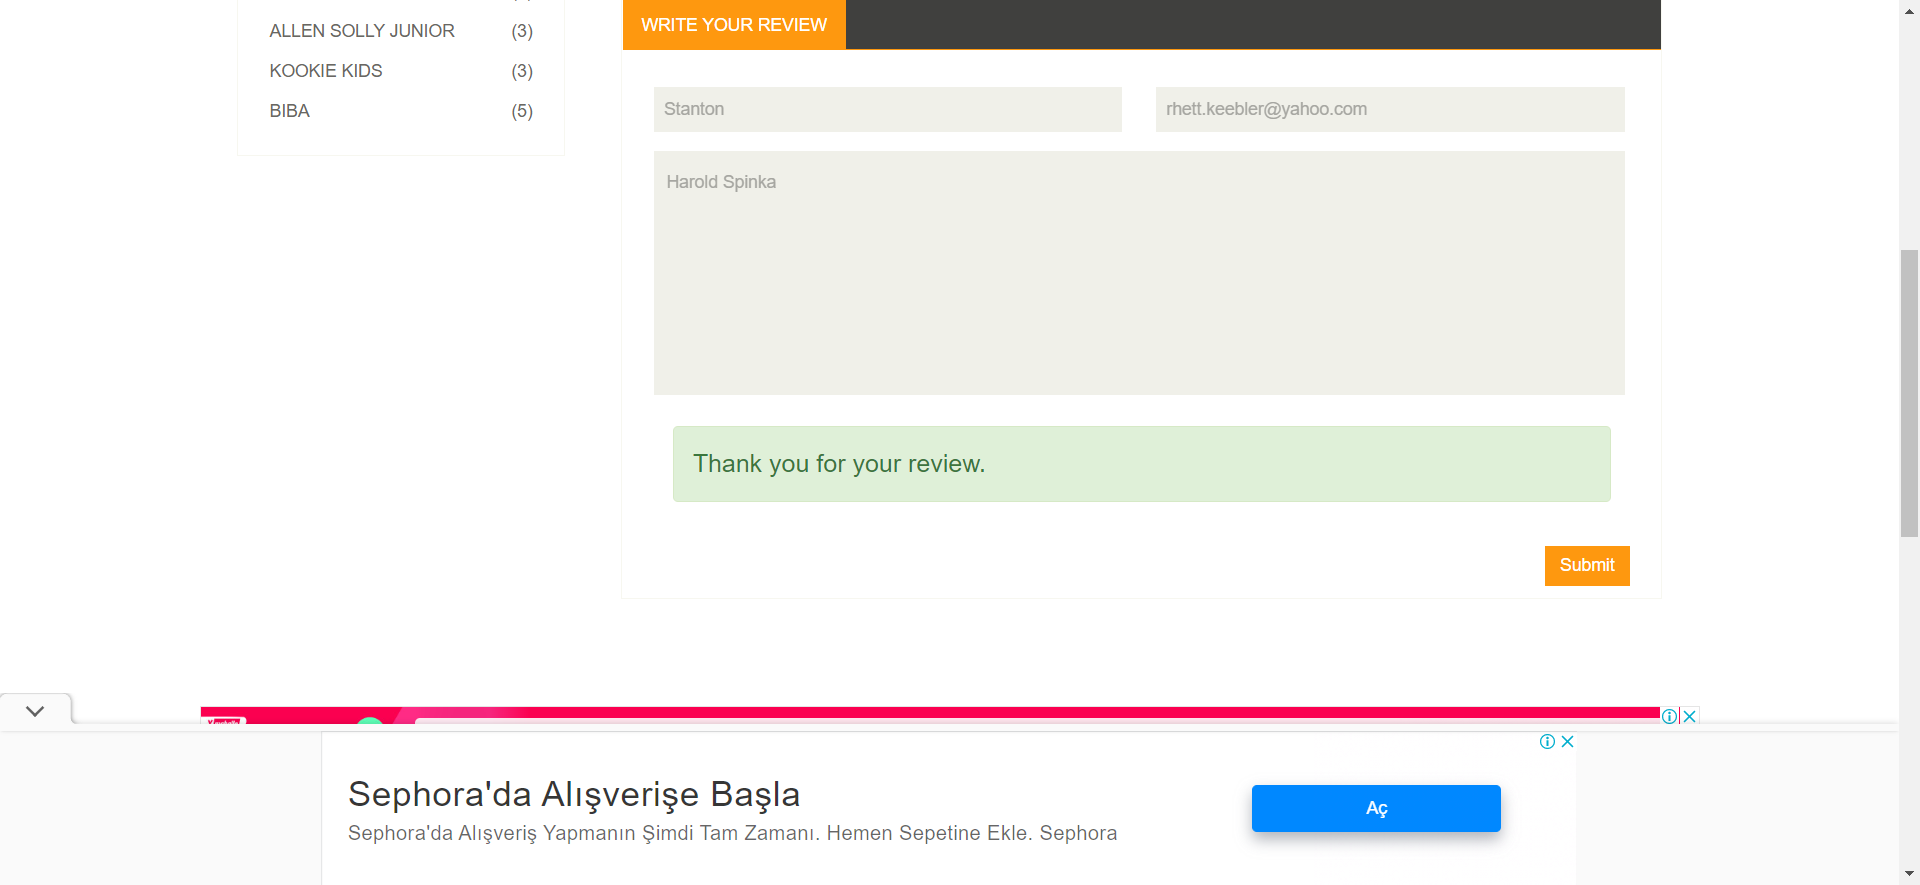 ALLEN SOLLY JUNIOR (3)
KOOKIE KIDS (3)
BIBA (5)
WRITE YOUR REVIEW
Stanton
rhett.keebler@yahoo.com
Harold Spinka
Thank you for your review.
Submit
Sephora'da Alışverişe Başla
Sephora'da Alışveriş Yapmanın Şimdi Tam Zamanı. Hemen Sepetine Ekle. Sephora
Aç